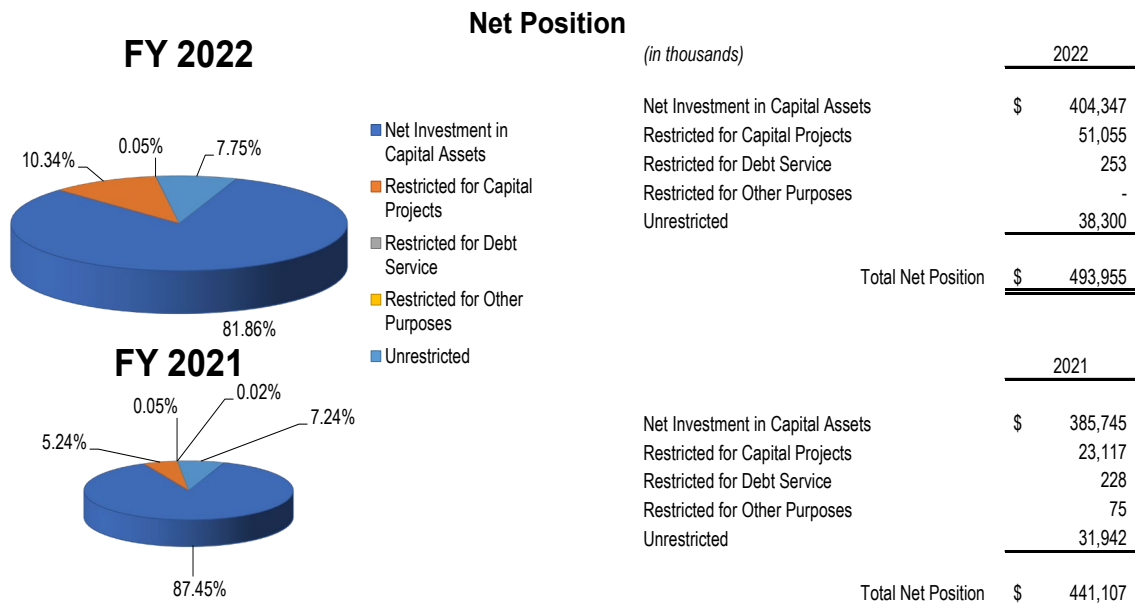 Net Position
FY 2022
10.34%
0.05%
7.75%
81.86%
Net Investment in
Capital Assets
Restricted for Capital
Projects
Restricted for Debt
Service
Restricted for Other
Purposes
Unrestricted
FY 2021
5.24%
0.05%
0.02%
7.24%
87.45%
(in thousands) 2022
Net Investment in Capital Assets $ 404,347
Restricted for Capital Projects 51,055
Restricted for Debt Service 253
Restricted for Other Purposes -
Unrestricted 38,300
Total Net Position $ 493,955
2021
Net Investment in Capital Assets $ 385,745
Restricted for Capital Projects 23,117
Restricted for Debt Service 228
Restricted for Other Purposes 75
Unrestricted 31,942
Total Net Position $ 441,107